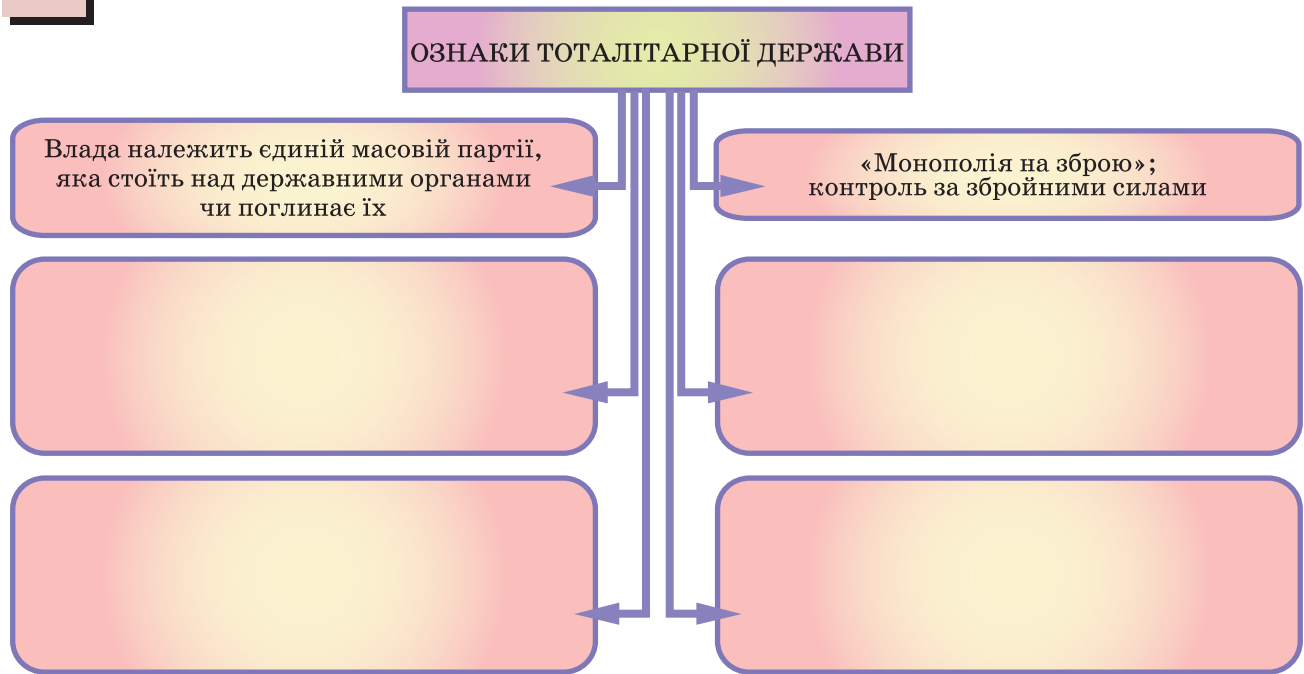 ОЗНАКИ ТОТАЛІТАРНОЇ ДЕРЖАВИ
Влада належить єдиній масовій партії,
яка стоїть над державними органами
чи поглинає їх
«Монополія на зброю»;
контроль за збройними силами